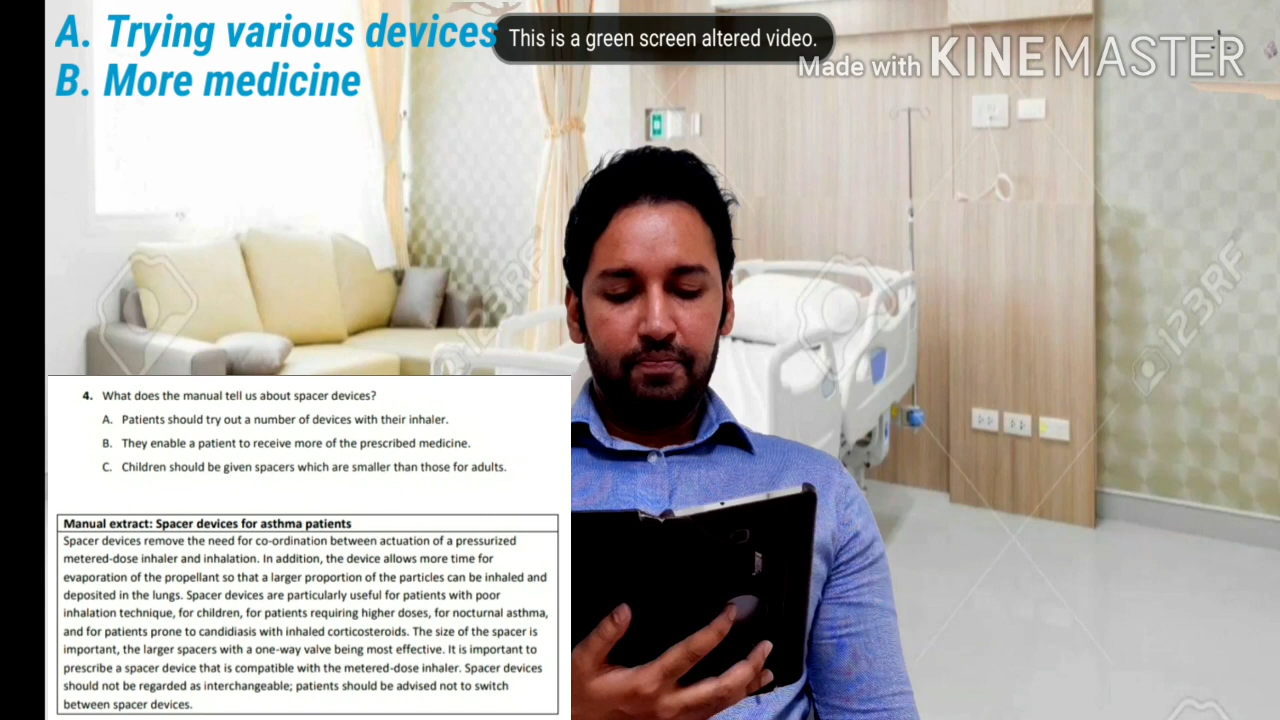 A. Trying various devices
B. More medicine
This is a green screen altered video.
Made with KINEMASTER
123RF
123RF
4. What does the manual tell us about spacer devices?
A. Patients should try out a number of devices with their inhaler.
B. They enable a patient to receive more of the prescribed medicine.
C. Children should be given spacers which are smaller than those for adults.
Manual extract: Spacer devices for asthma patients
Spacer devices remove the need for co-ordination between actuation of a pressurized
metered-dose inhaler and inhalation. In addition, the device allows more time for
evaporation of the propellant so that a larger proportion of the particles can be inhaled and
deposited in the lungs. Spacer devices are particularly useful for patients with poor
inhalation technique, for children, for patients requiring higher doses, for nocturnal asthma,
and for patients prone to candidiasis with inhaled corticosteroids. The size of the spacer is
important, the larger spacers with a one-way valve being most effective. It is important to
prescribe a spacer device that is compatible with the metered-dose inhaler. Spacer devices
should not be regarded as interchangeable; patients should be advised not to switch
between spacer devices.